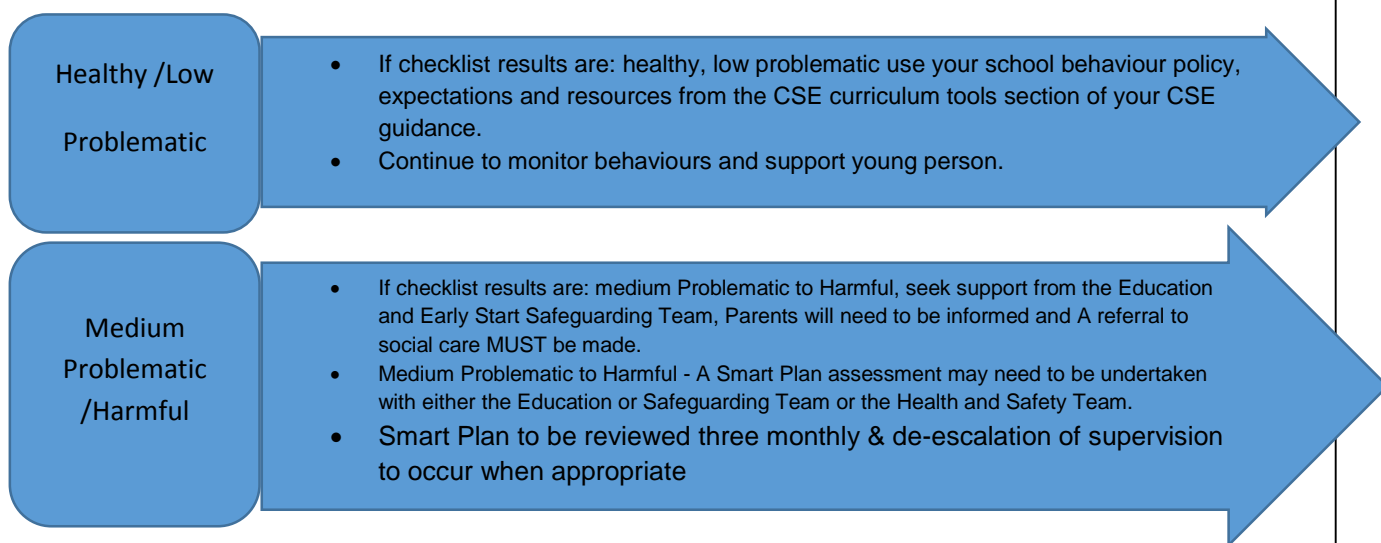 Healthy /Low
Problematic
• If checklist results are: healthy, low problematic use your school behaviour policy,
expectations and resources from the CSE curriculum tools section of your CSE
guidance.
• Continue to monitor behaviours and support young person.
Medium
Problematic
/Harmful
• If checklist results are: medium Problematic to Harmful, seek support from the Education
and Early Start Safeguarding Team, Parents will need to be informed and A referral to
social care MUST be made.
• Medium Problematic to Harmful - A Smart Plan assessment may need to be undertaken
with either the Education or Safeguarding Team or the Health and Safety Team.
• Smart Plan to be reviewed three monthly & de-escalation of supervision
to occur when appropriate